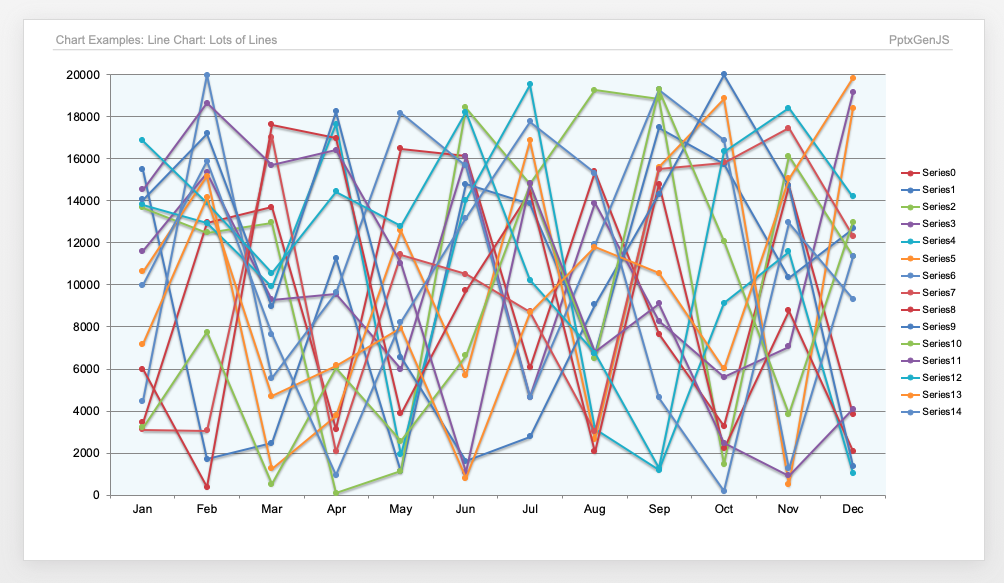 Chart Examples: Line Chart: Lots of Lines
PptxGenJS
20000
18000
16000
14000
12000
10000
8000
6000
4000
2000
0
Jan Feb Mar Apr May Jun Jul Aug Sep Oct Nov Dec
Series0
Series1
Series2
Series3
Series4
Series5
Series6
Series7
Series8
Series9
Series10
Series11
Series12
Series13
Series14